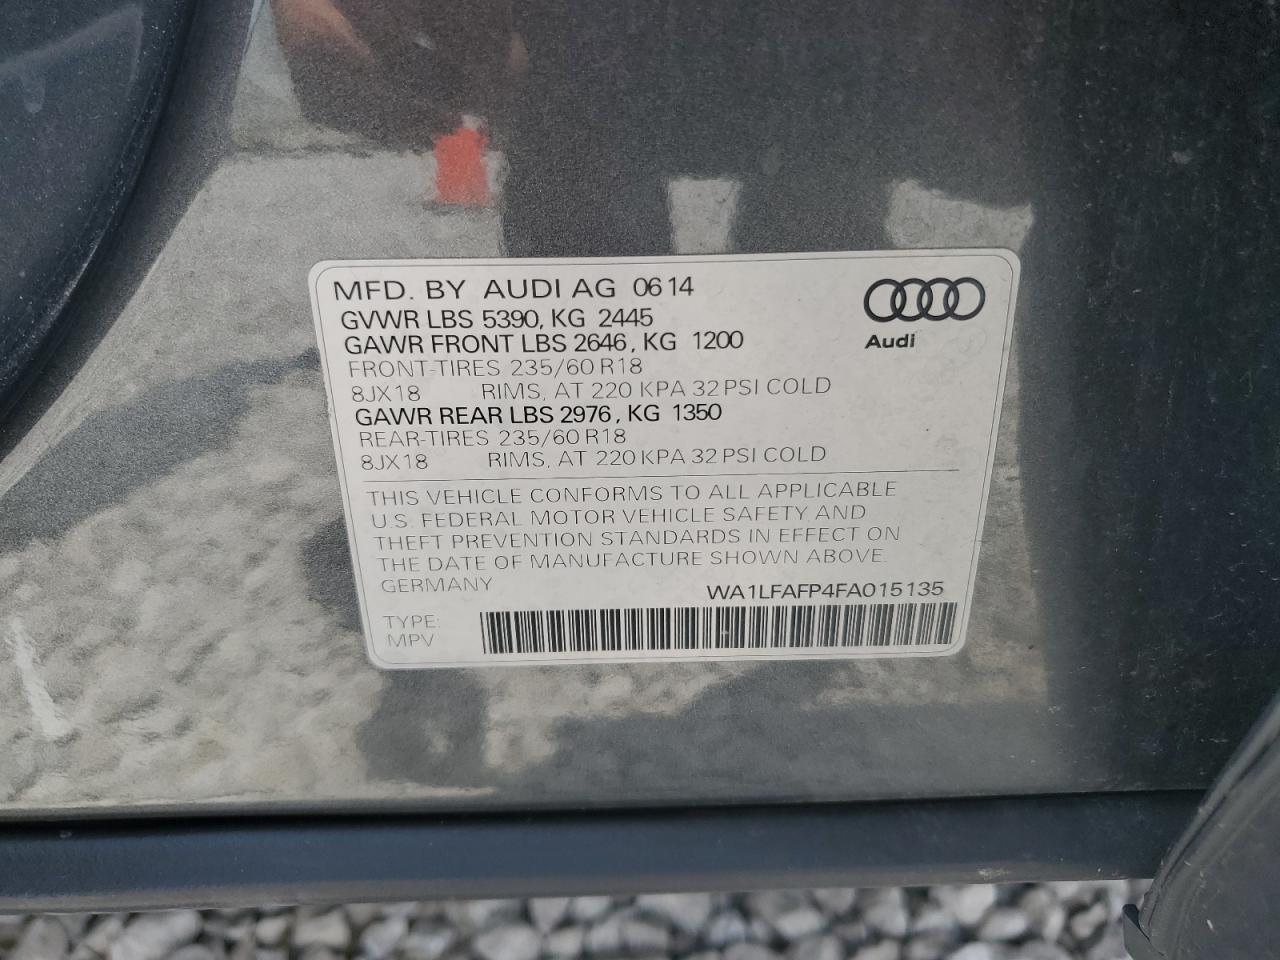 MFD. BY AUDI AG 0614
GVWR LBS 5390, KG 2445
GAWR FRONT LBS 2646, KG 1200
FRONT-TIRES 235/60 R18
8JX18 RIMS, AT 220 KPA 32 PSI COLD
GAWR REAR LBS 2976, KG 1350
REAR-TIRES 235/60 R18
8JX18 RIMS, AT 220 KPA 32 PSI COLD
Audi
THIS VEHICLE CONFORMS TO ALL APPLICABLE
U.S. FEDERAL MOTOR VEHICLE SAFETY AND
THEFT PREVENTION STANDARDS IN EFFECT ON
THE DATE OF MANUFACTURE SHOWN ABOVE.
GERMANY
WA1LFAFP4FA015135
TYPE:
MPV